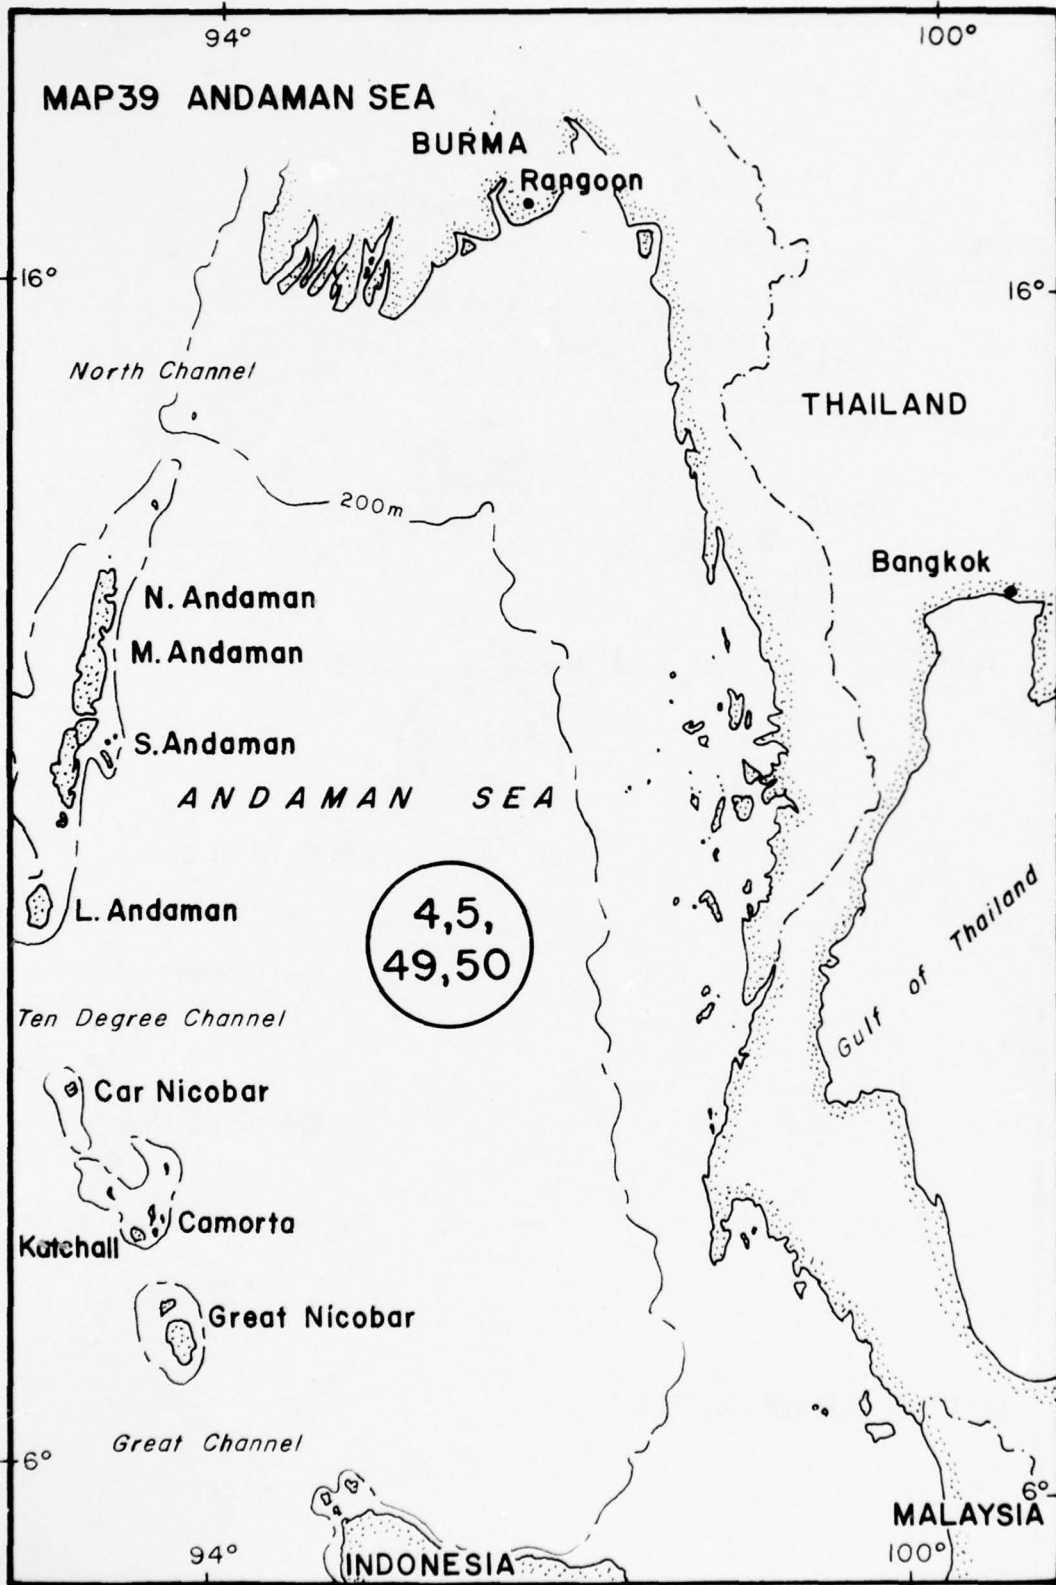 94°
100°
MAP39 ANDAMAN SEA
BURMA
Rangoon
16°
16°
North Channel
THAILAND
200m
Bangkok
N. Andaman
M. Andaman
S. Andaman
ANDAMAN SEA
L. Andaman
4,5,
49,50
Gulf of Thailand
Ten Degree Channel
Car Nicobar
Camorta
Katchall
Great Nicobar
Great Channel
6°
6°
MALAYSIA
94°
100°
INDONESIA